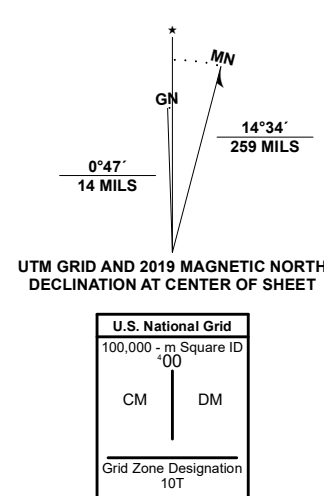 ★
MN
GN
14°34´
259 MILS
0°47´
14 MILS
UTM GRID AND 2019 MAGNETIC NORTH
DECLINATION AT CENTER OF SHEET
U.S. National Grid
100,000 - m Square ID
⁴00
CM DM
Grid Zone Designation
10T